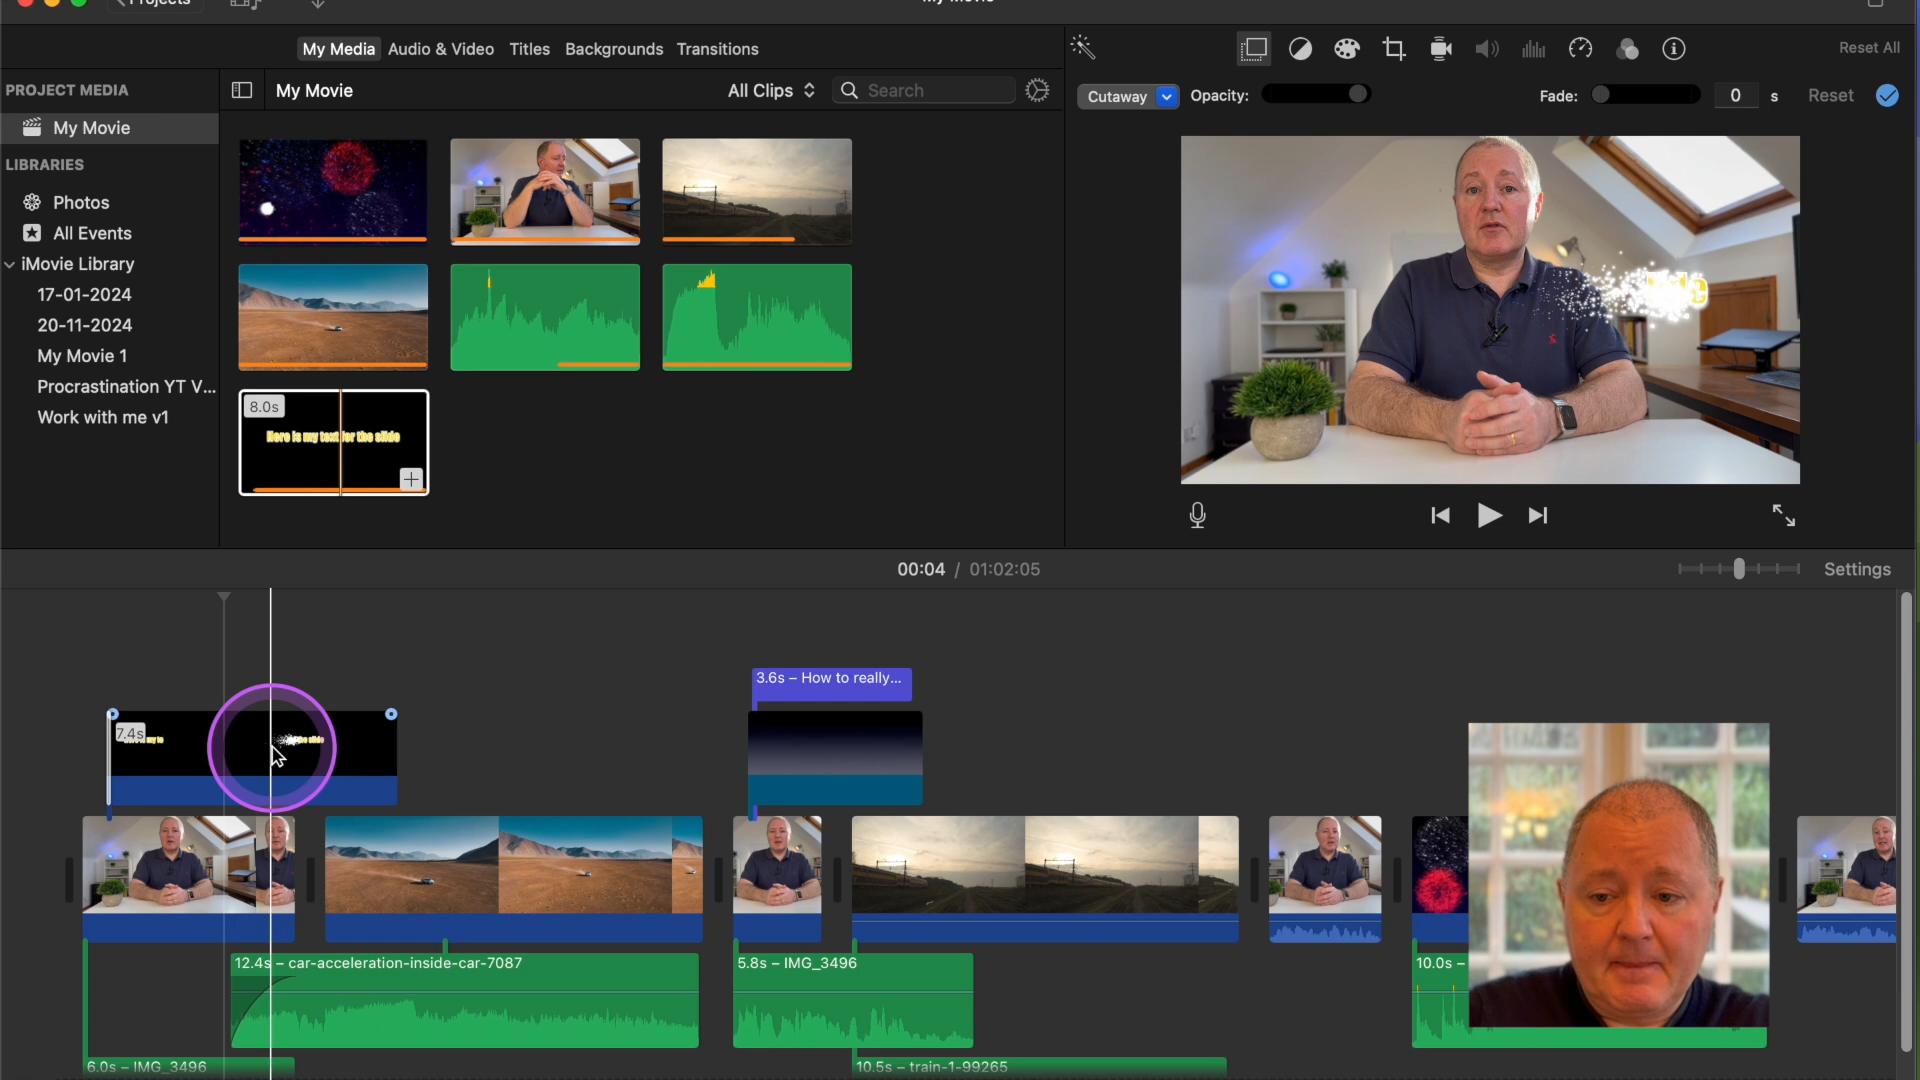 Projects
My Movie
My Media Audio & Video Titles Backgrounds Transitions
Reset All
PROJECT MEDIA
My Movie
All Clips
Search
Cutaway
Opacity:
Fade:
0
s
Reset
My Movie
LIBRARIES
Photos
All Events
iMovie Library
17-01-2024
20-11-2024
My Movie 1
Procrastination YT V...
Work with me v1
8.0s
Here is my text for the slide
00:04 / 01:02:05
Settings
3.6s – How to really...
7.4s
the slide
12.4s – car-acceleration-inside-car-7087
5.8s – IMG_3496
10.0s –
6.0s – IMG_3496
10.5s – train-1-99265